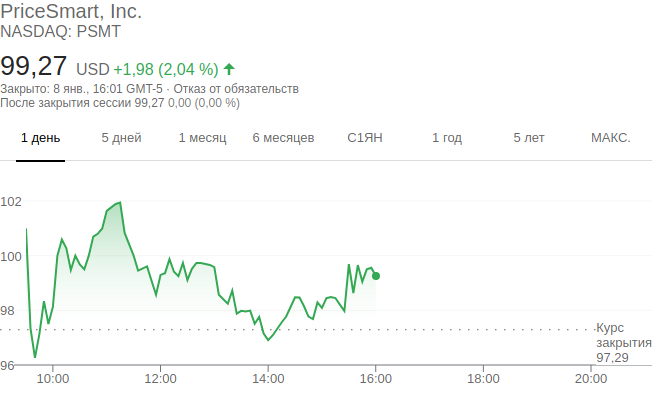 PriceSmart, Inc.
NASDAQ: PSMT
99,27 USD +1,98 (2,04 %)
Закрыто: 8 янв., 16:01 GMT-5 · Отказ от обязательств
После закрытия сессии 99,27 0,00 (0,00 %)
1 день 5 дней 1 месяц 6 месяцев С1ЯН 1 год 5 лет МАКС.
102
100
98
Курс
закрытия
97,29
96
10:00 12:00 14:00 16:00 18:00 20:00